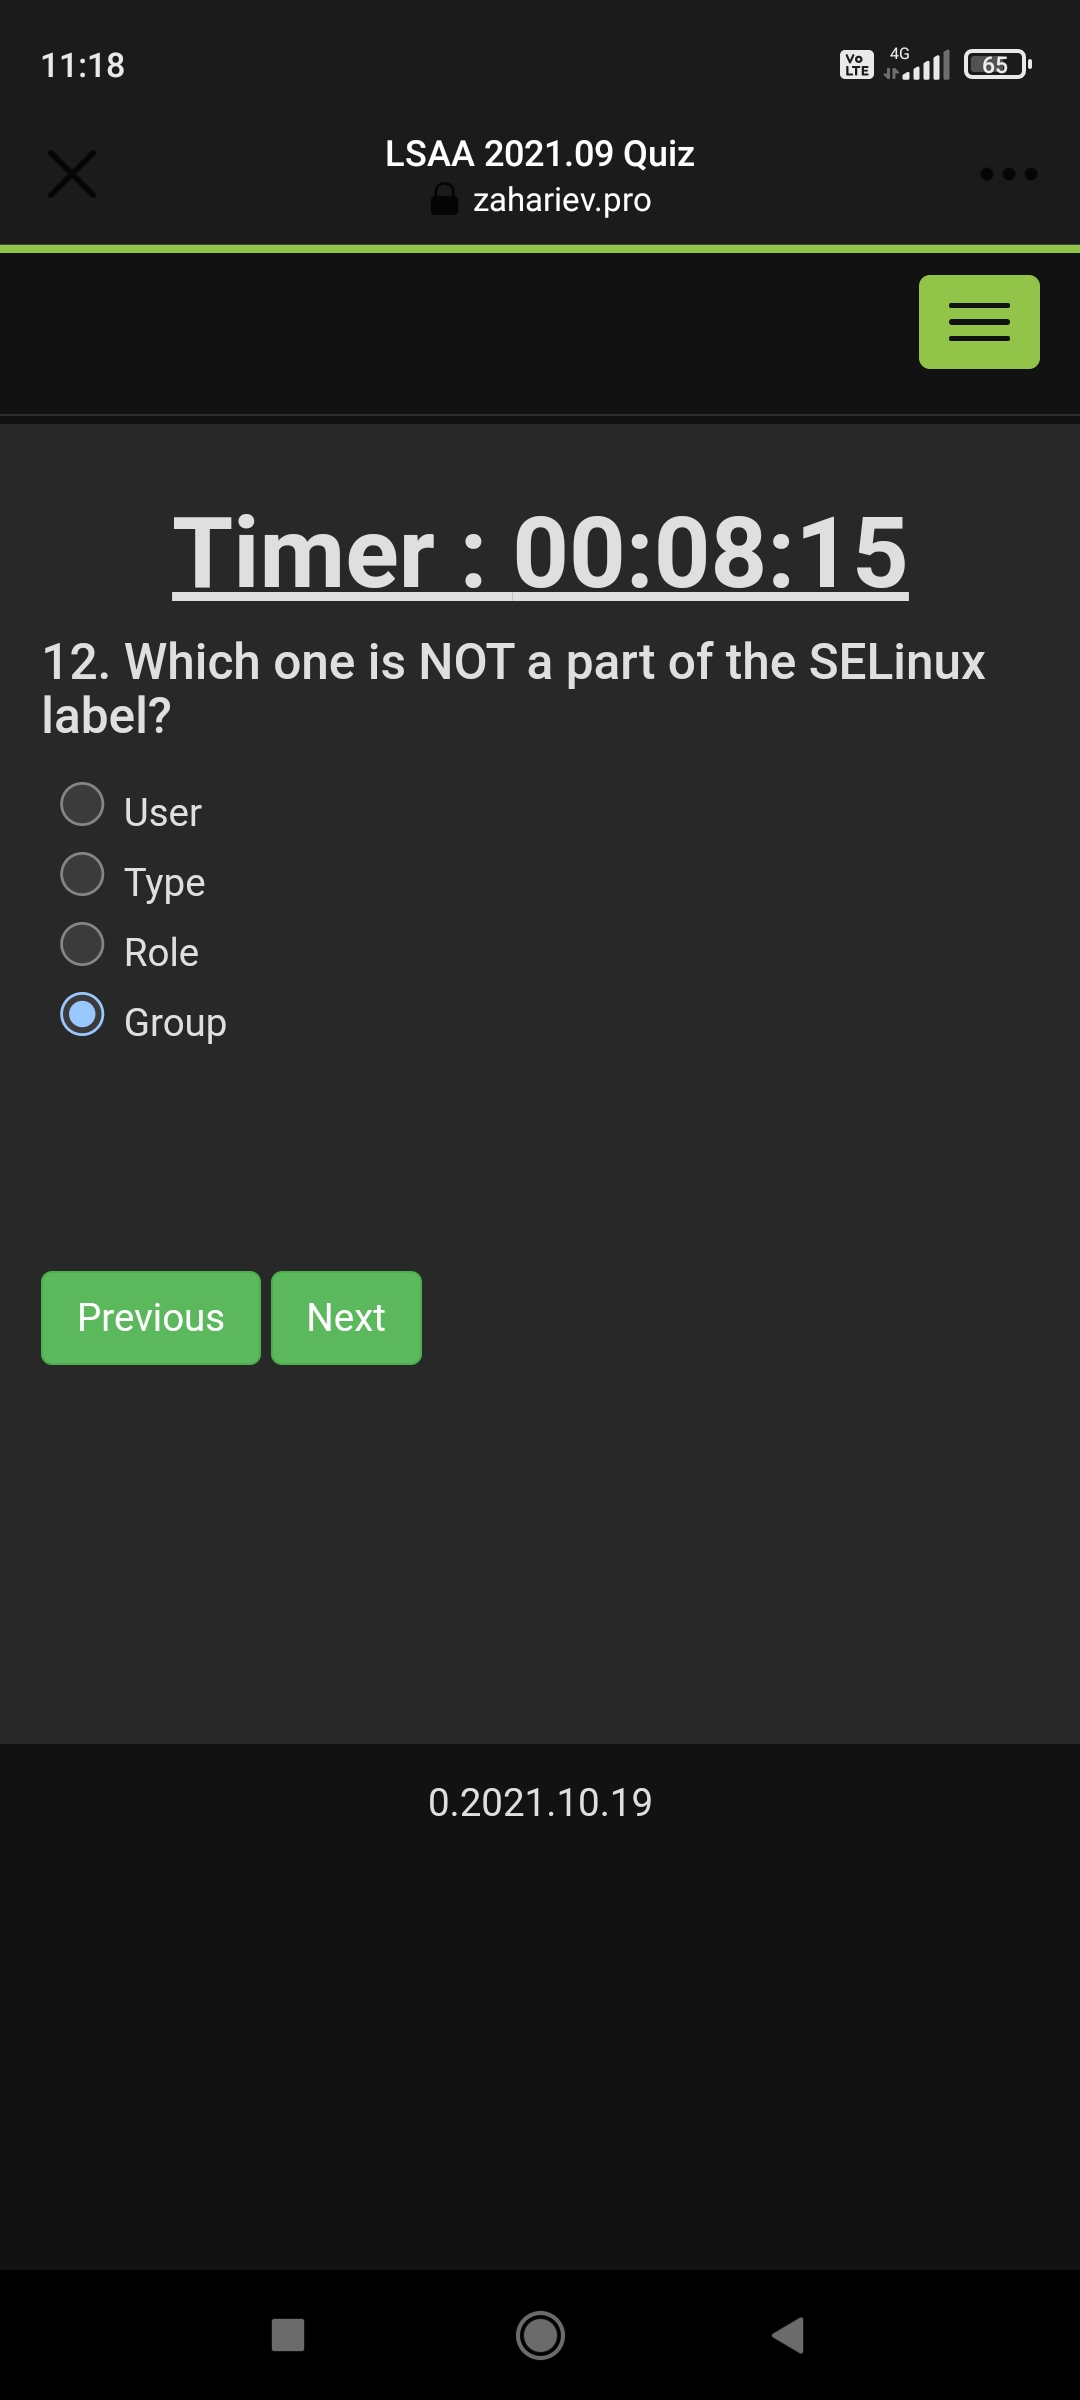 11:18
Vo LTE 4G 65
LSAA 2021.09 Quiz
zahariev.pro
Timer : 00:08:15
12. Which one is NOT a part of the SELinux
label?
User
Type
Role
Group
Previous Next
0.2021.10.19